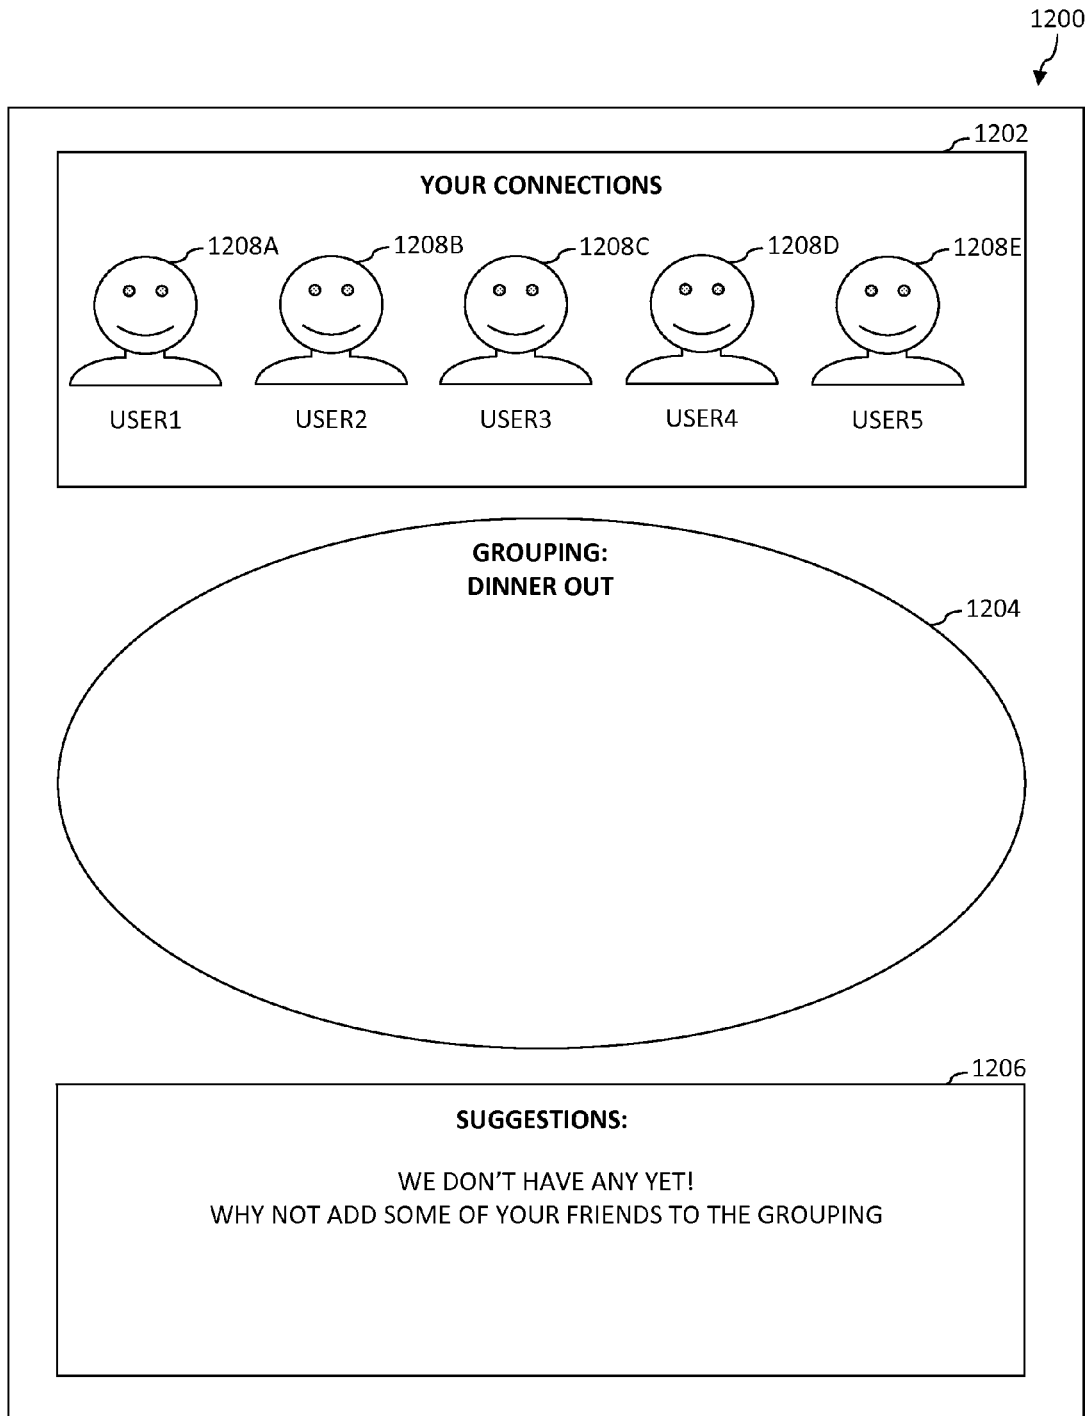 1200
1202
YOUR CONNECTIONS
1208A 1208B 1208C 1208D 1208E
USER1 USER2 USER3 USER4 USER5
GROUPING:
DINNER OUT
1204
1206
SUGGESTIONS:
WE DON'T HAVE ANY YET!
WHY NOT ADD SOME OF YOUR FRIENDS TO THE GROUPING